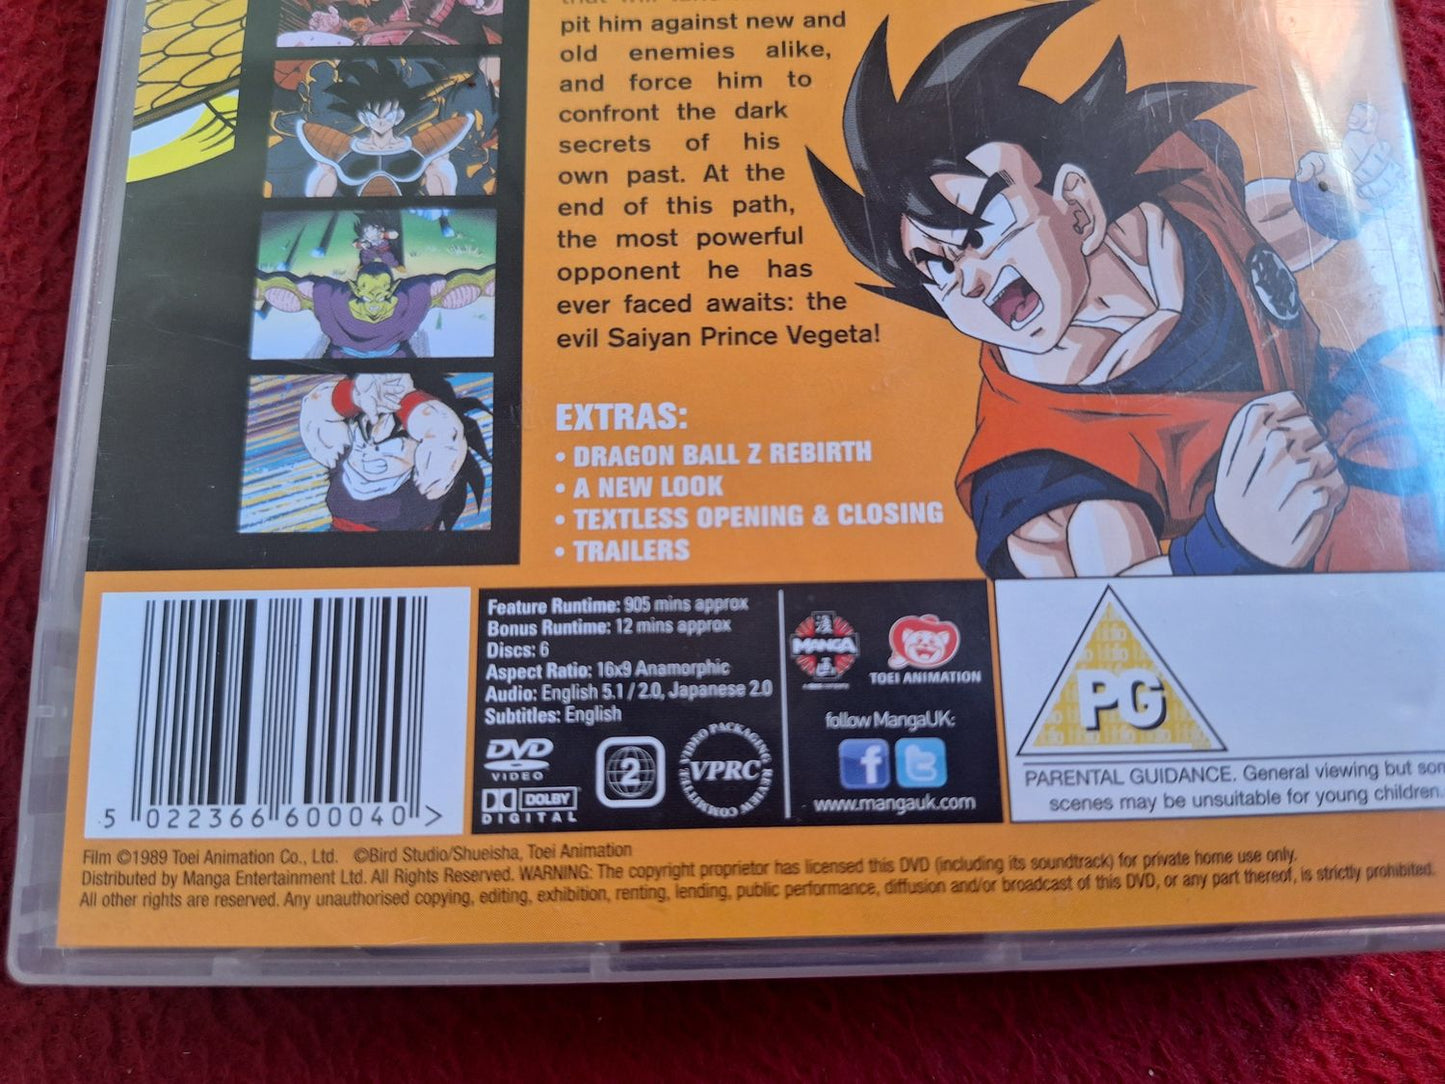 pit him against new and
old enemies alike,
and force him to
confront the dark
secrets of his
own past. At the
end of this path,
the most powerful
opponent he has
ever faced awaits: the
evil Saiyan Prince Vegeta!
EXTRAS:
• DRAGON BALL Z REBIRTH
• A NEW LOOK
• TEXTLESS OPENING & CLOSING
• TRAILERS
5 022366 600040 >
Feature Runtime: 905 mins approx
Bonus Runtime: 12 mins approx
Discs: 6
Aspect Ratio: 16x9 Anamorphic
Audio: English 5.1 / 2.0, Japanese 2.0
Subtitles: English
DVD
VIDEO
DOLBY
DIGITAL
2
VIDEO PACKAGING REVIEW COMMITTEE
VPRC
MANGA
TOEI ANIMATION
follow MangaUK:
f t
www.mangauk.com
PG
PARENTAL GUIDANCE. General viewing but
scenes may be unsuitable for young children.
Film ©1989 Toei Animation Co., Ltd. ©Bird Studio/Shueisha, Toei Animation
Distributed by Manga Entertainment Ltd. All Rights Reserved. WARNING: The copyright proprietor has licensed this DVD (including its soundtrack) for private home use only.
All other rights are reserved. Any unauthorised copying, editing, exhibition, renting, lending, public performance, diffusion and/or broadcast of this DVD, or any part thereof, is strictly prohibited.